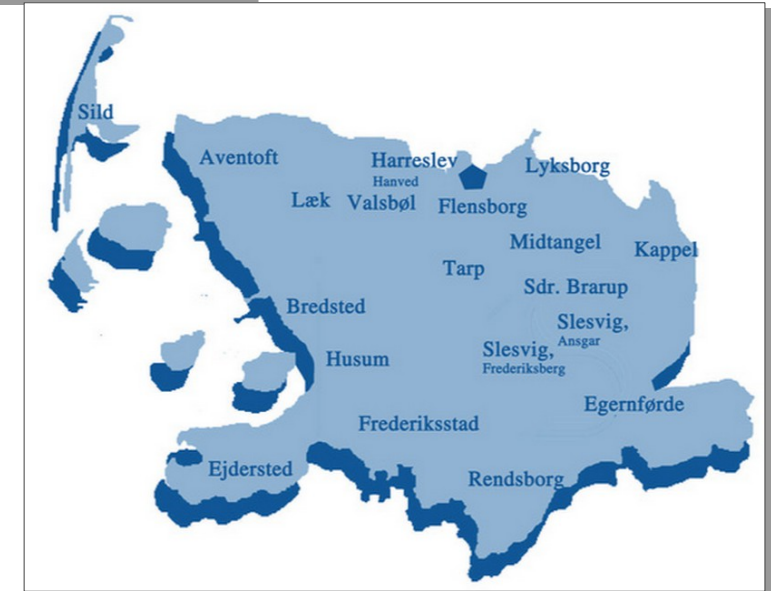 Sild
Aventoft
Harreslev
Hanved
Lyksborg
Læk
Valsbøl
Flensborg
Midtangel
Kappel
Tarp
Sdr. Brarup
Bredsted
Slesvig,
Ansgar
Slesvig,
Frederiksberg
Husum
Egernførde
Frederiksstad
Ejdersted
Rendsborg